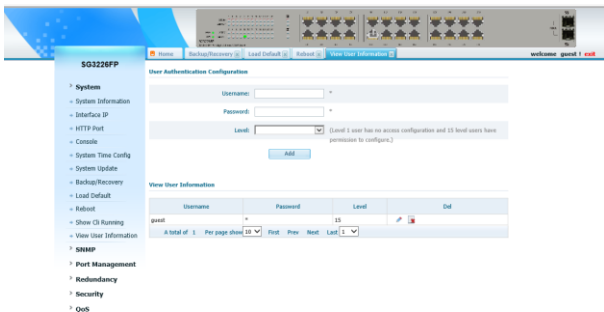 Home Backup/Recovery Load Default Reboot View User Information welcome guest ! exit
SG3226FP
User Authentication Configuration
System
System Information
Interface IP
HTTP Port
Console
System Time Config
System Update
Backup/Recovery
Load Default
Reboot
Show Cli Running
View User Information
SNMP
Port Management
Redundancy
Security
QoS
Username: *
Password: *
Level: (Level 1 user has no access configuration and 15 level users have
permission to configure.)
Add
View User Information
Username Password Level Del
guest * 15
A total of 1 Per page show 10 First Prev Next Last 1